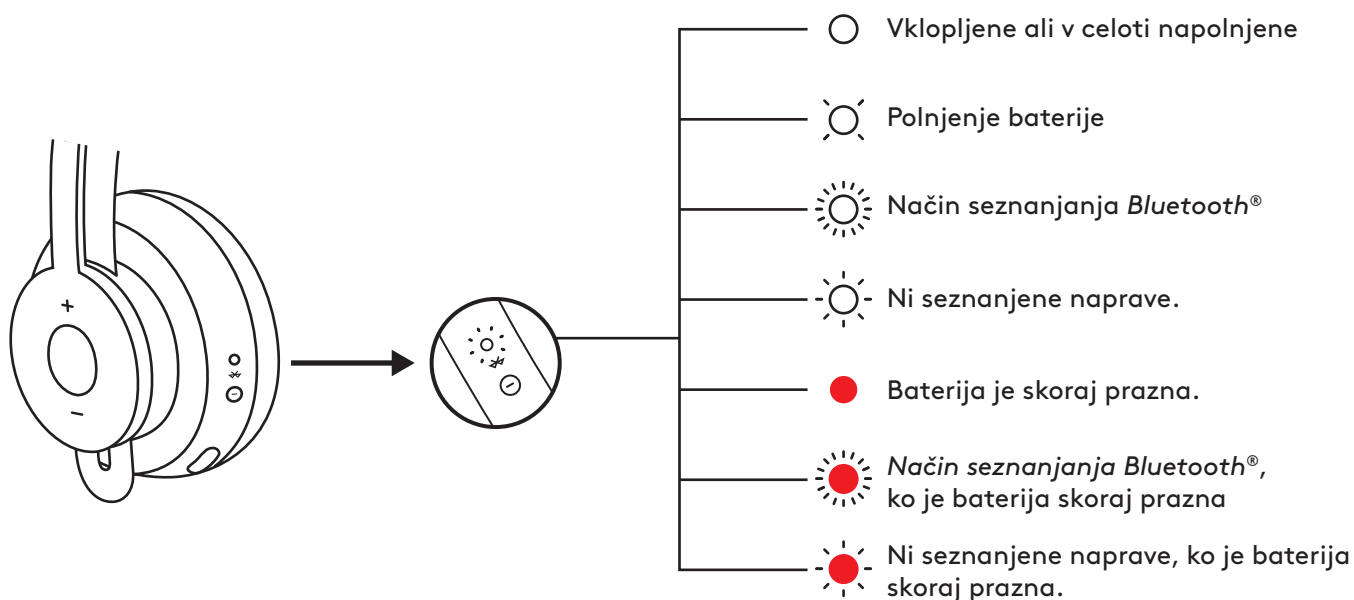 Vklopljene ali v celoti napolnjene
Polnjenje baterije
Način seznanjanja Bluetooth®
Ni seznanjene naprave.
Baterija je skoraj prazna.
Način seznanjanja Bluetooth®,
ko je baterija skoraj prazna
Ni seznanjene naprave, ko je baterija
skoraj prazna.